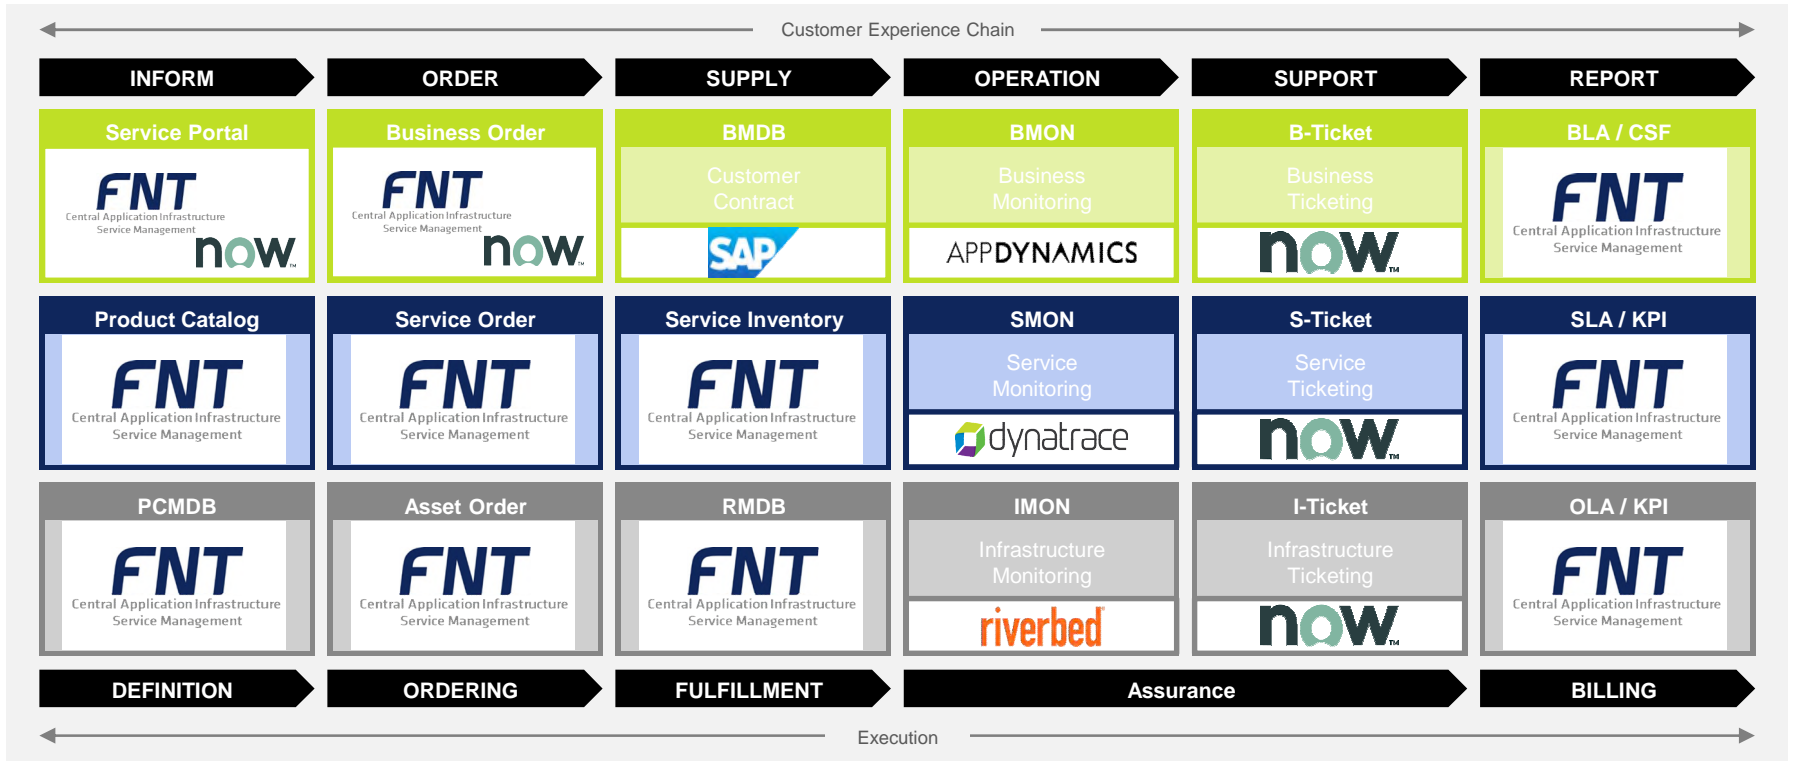 Customer Experience Chain
INFORM
ORDER
SUPPLY
OPERATION
SUPPORT
REPORT
Service Portal
FNT
Central Application Infrastructure
Service Management
now™
Business Order
FNT
Central Application Infrastructure
Service Management
now™
BMDB
Customer
Contract
SAP
BMON
Business
Monitoring
APPDYNAMICS
B-Ticket
Business
Ticketing
now™
BLA / CSF
FNT
Central Application Infrastructure
Service Management
Product Catalog
FNT
Central Application Infrastructure
Service Management
Service Order
FNT
Central Application Infrastructure
Service Management
Service Inventory
FNT
Central Application Infrastructure
Service Management
SMON
Service
Monitoring
dynatrace
S-Ticket
Service
Ticketing
now™
SLA / KPI
FNT
Central Application Infrastructure
Service Management
PCMDB
FNT
Central Application Infrastructure
Service Management
Asset Order
FNT
Central Application Infrastructure
Service Management
RMDB
FNT
Central Application Infrastructure
Service Management
IMON
Infrastructure
Monitoring
riverbed
I-Ticket
Infrastructure
Ticketing
now™
OLA / KPI
FNT
Central Application Infrastructure
Service Management
DEFINITION
ORDERING
FULFILLMENT
Assurance
BILLING
Execution